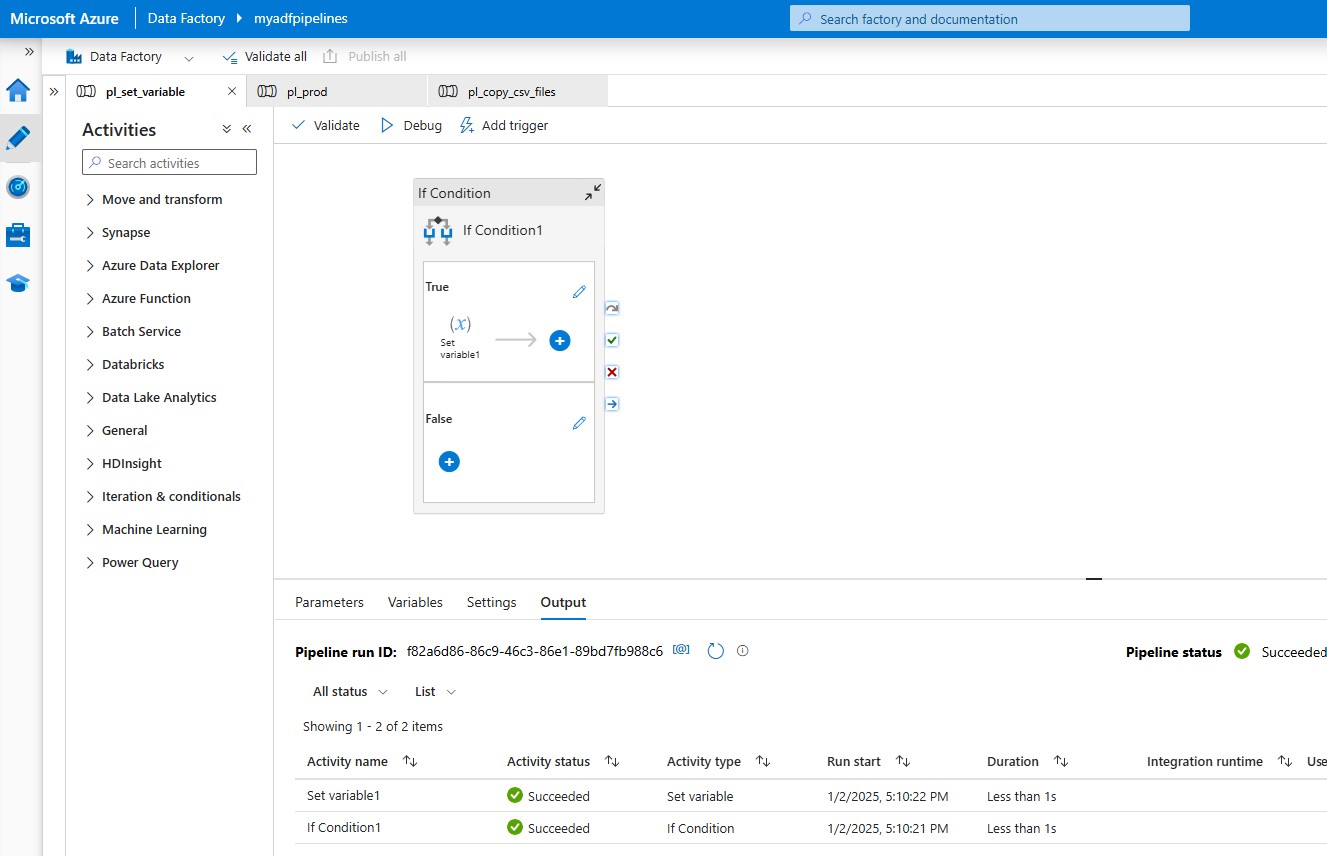 Microsoft Azure Data Factory myadfpipelines Search factory and documentation
Data Factory Validate all Publish all
pl_set_variable pl_prod pl_copy_csv_files
Activities
Validate Debug Add trigger
Search activities
Move and transform
Synapse
Azure Data Explorer
Azure Function
Batch Service
Databricks
Data Lake Analytics
General
HDInsight
Iteration & conditionals
Machine Learning
Power Query
If Condition
If Condition1
True
(x)
Set
variable1
False
Parameters Variables Settings Output
Pipeline run ID: f82a6d86-86c9-46c3-86e1-89bd7fb988c6 [@] Pipeline status Succeeded
All status List
Showing 1 - 2 of 2 items
Activity name Activity status Activity type Run start Duration Integration runtime Use
Set variable1 Succeeded Set variable 1/2/2025, 5:10:22 PM Less than 1s
If Condition1 Succeeded If Condition 1/2/2025, 5:10:21 PM Less than 1s